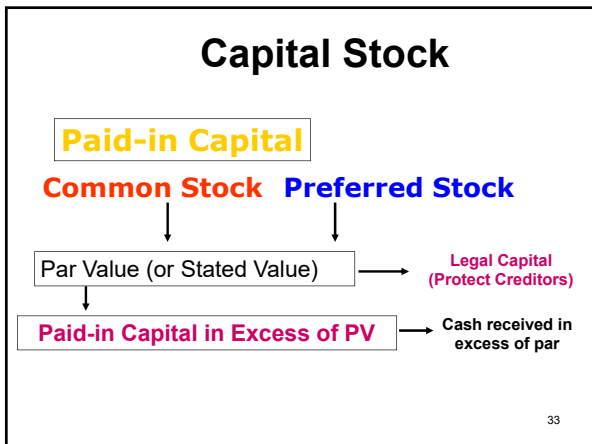 Capital Stock
Paid-in Capital
Common Stock Preferred Stock
Par Value (or Stated Value)
Legal Capital
(Protect Creditors)
Paid-in Capital in Excess of PV
Cash received in
excess of par
33